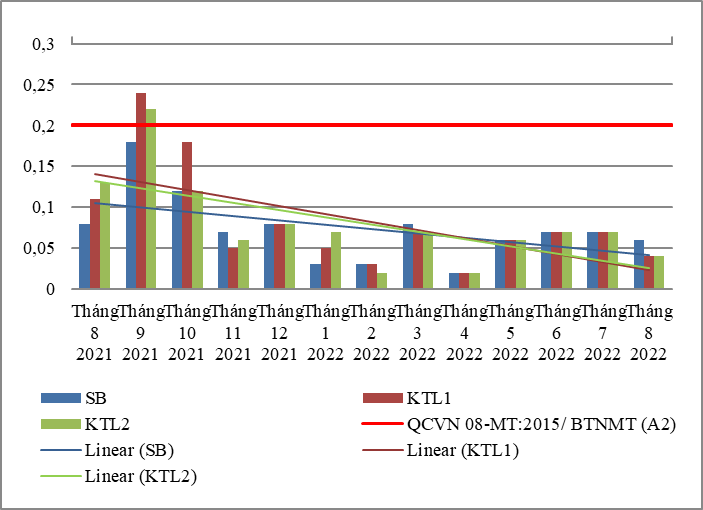 0,3
0,25
0,2
0,15
0,1
0,05
0
Tháng Tháng Tháng Tháng Tháng Tháng Tháng Tháng Tháng Tháng Tháng Tháng Tháng
8 9 10 11 12 1 2 3 4 5 6 7 8
2021 2021 2021 2021 2021 2022 2022 2022 2022 2022 2022 2022 2022
SB KTL1
KTL2 QCVN 08-MT:2015/ BTNMT (A2)
Linear (SB) Linear (KTL1)
Linear (KTL2)